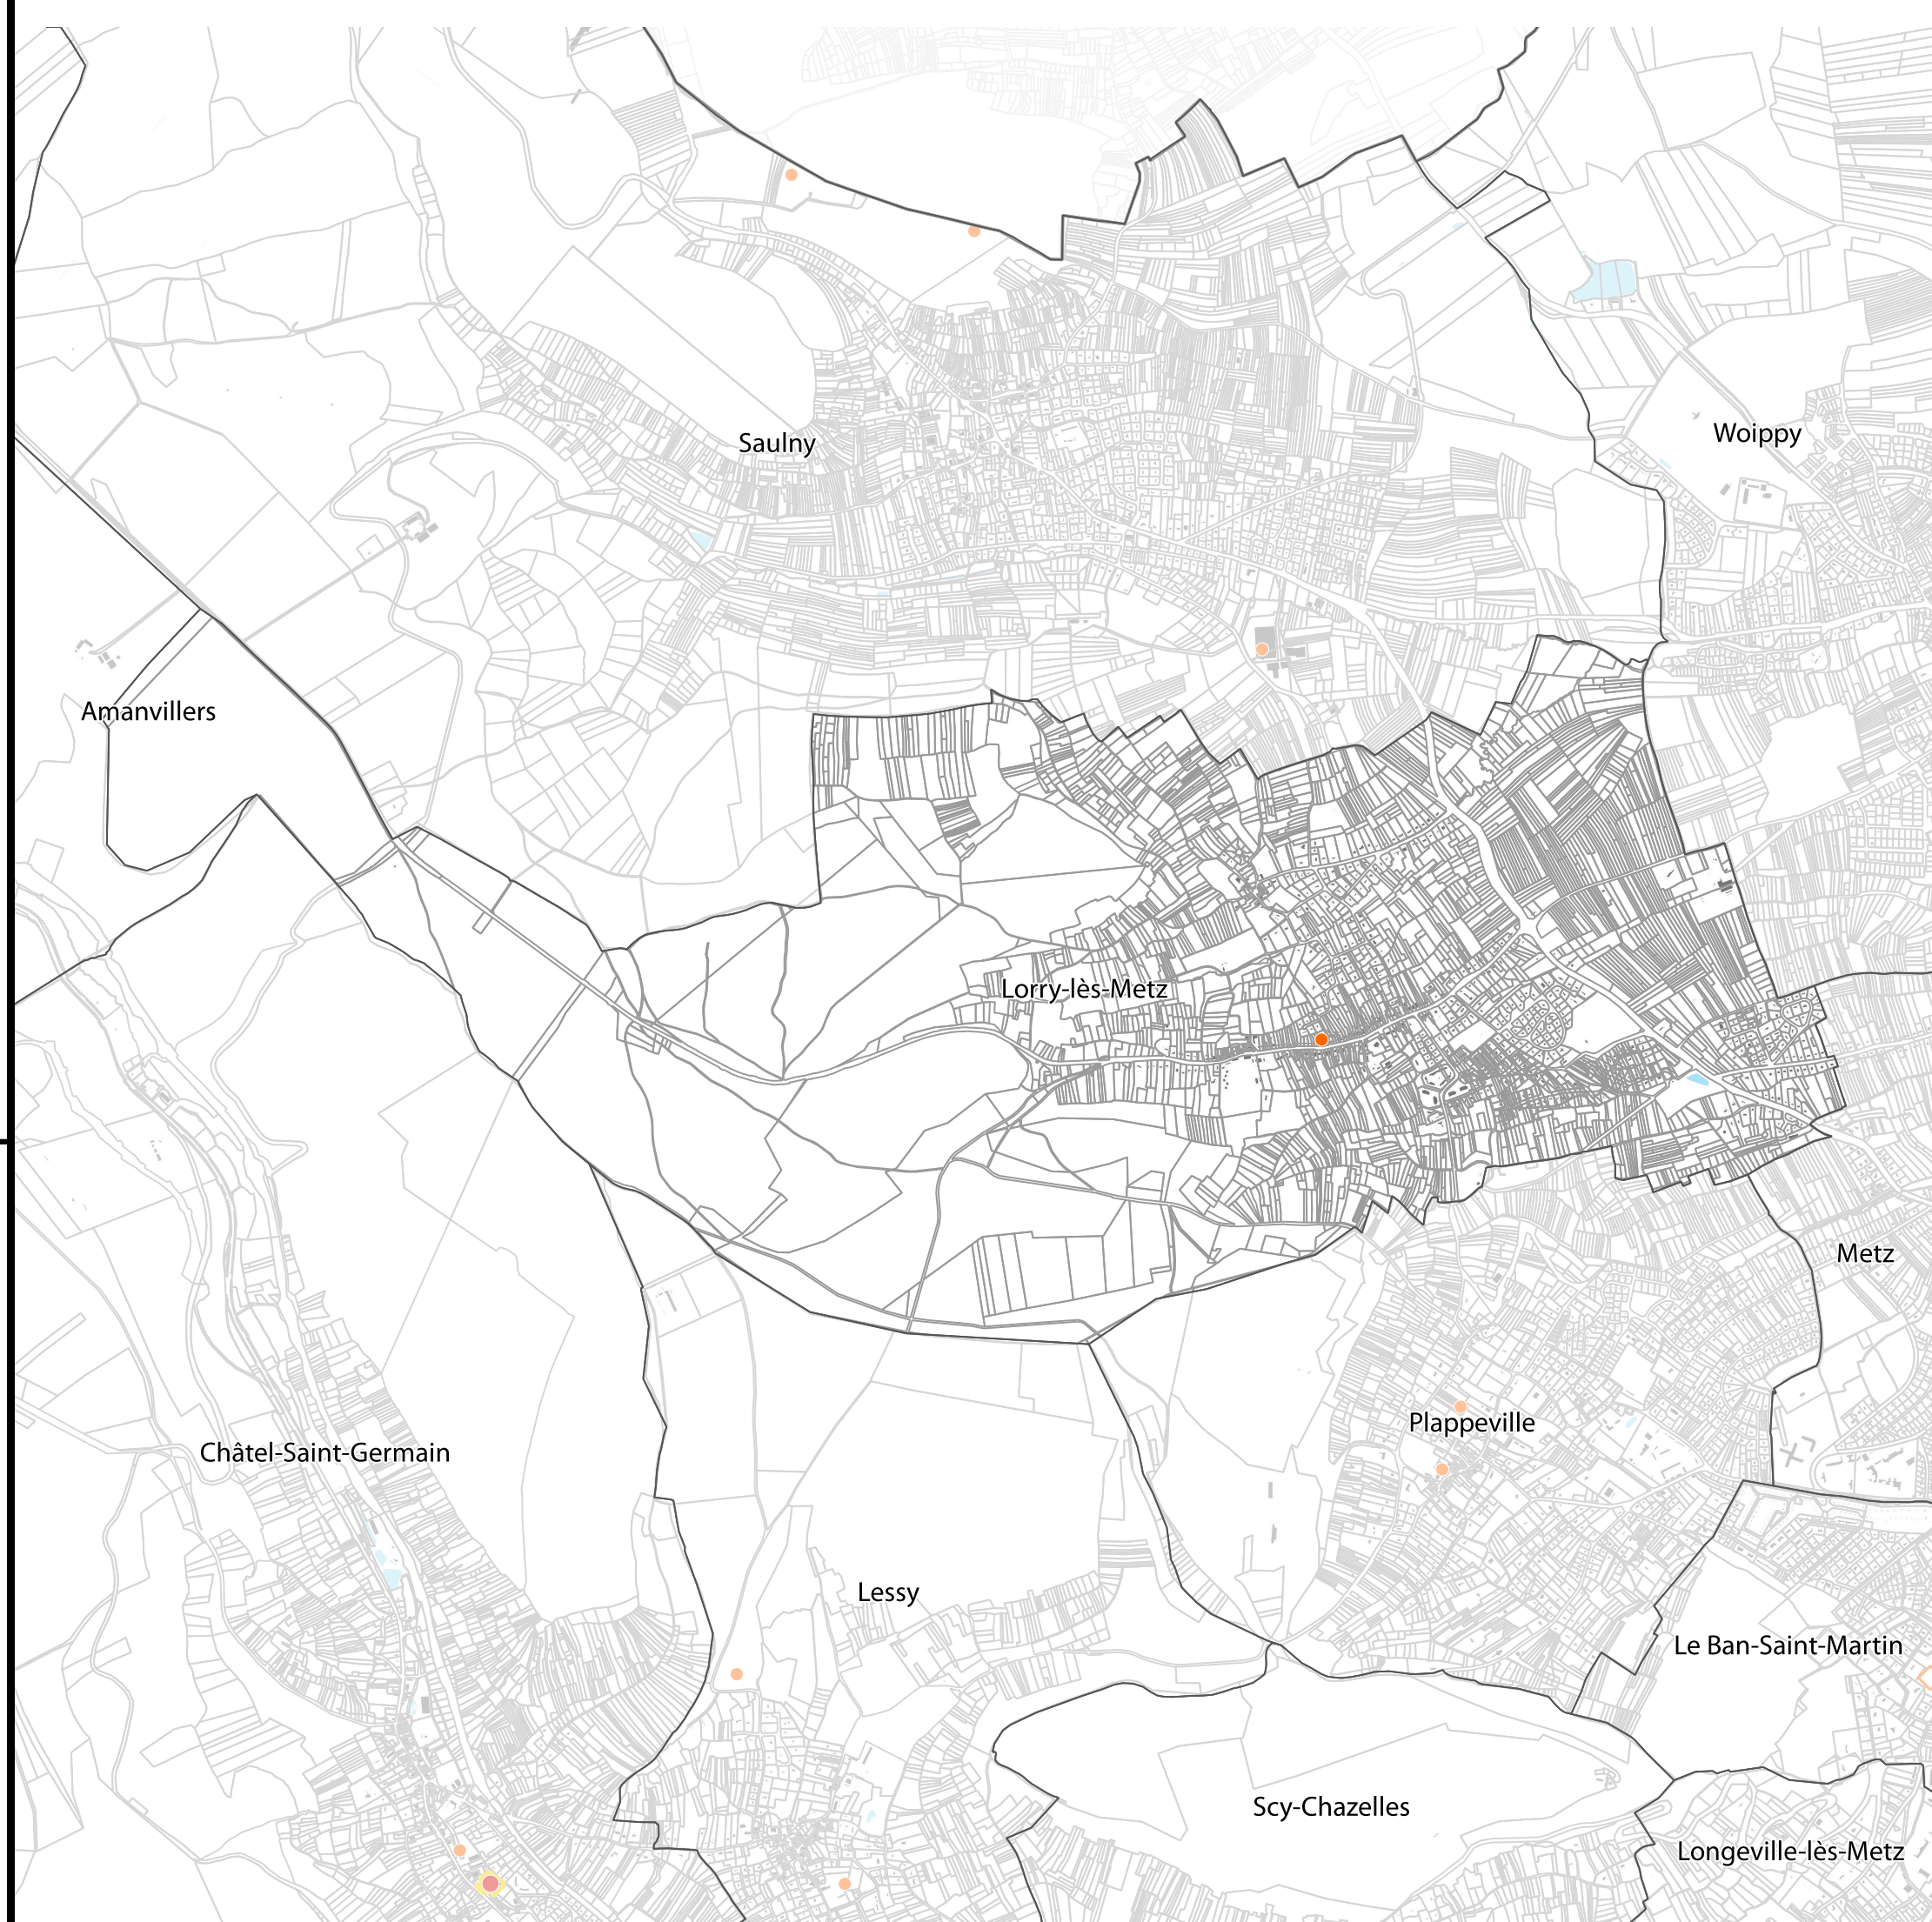 Woippy
Saulny
Amanvillers
Lorry-lès-Metz
Metz
Plappeville
Châtel-Saint-Germain
Lessy
Le Ban-Saint-Martin
Scy-Chazelles
Longeville-lès-Metz